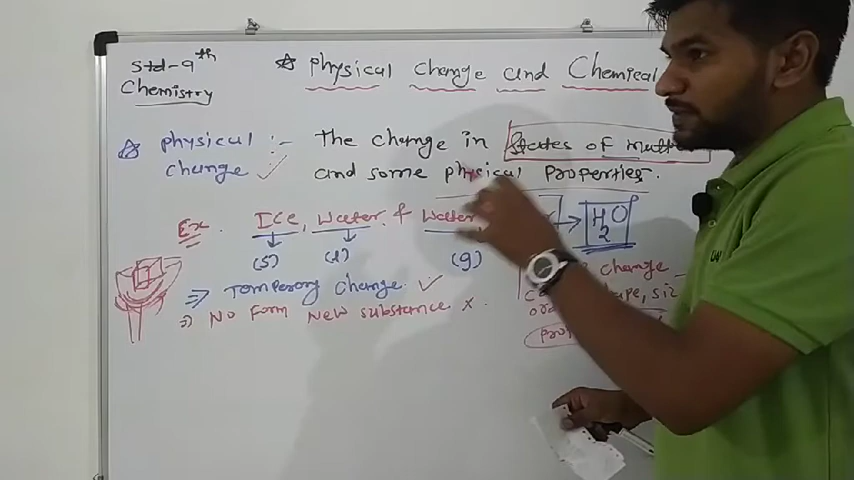 std-9th
Chemistry
☆ Physical Change and Chemical
☆ Physical Change :- The change in States of
and some physical Properties.
Ex. Ice, Water & Water → H2O
(s) (l) (g)
⇒ Temporary Change ✓
⇒ No Form New Substance ×.
change